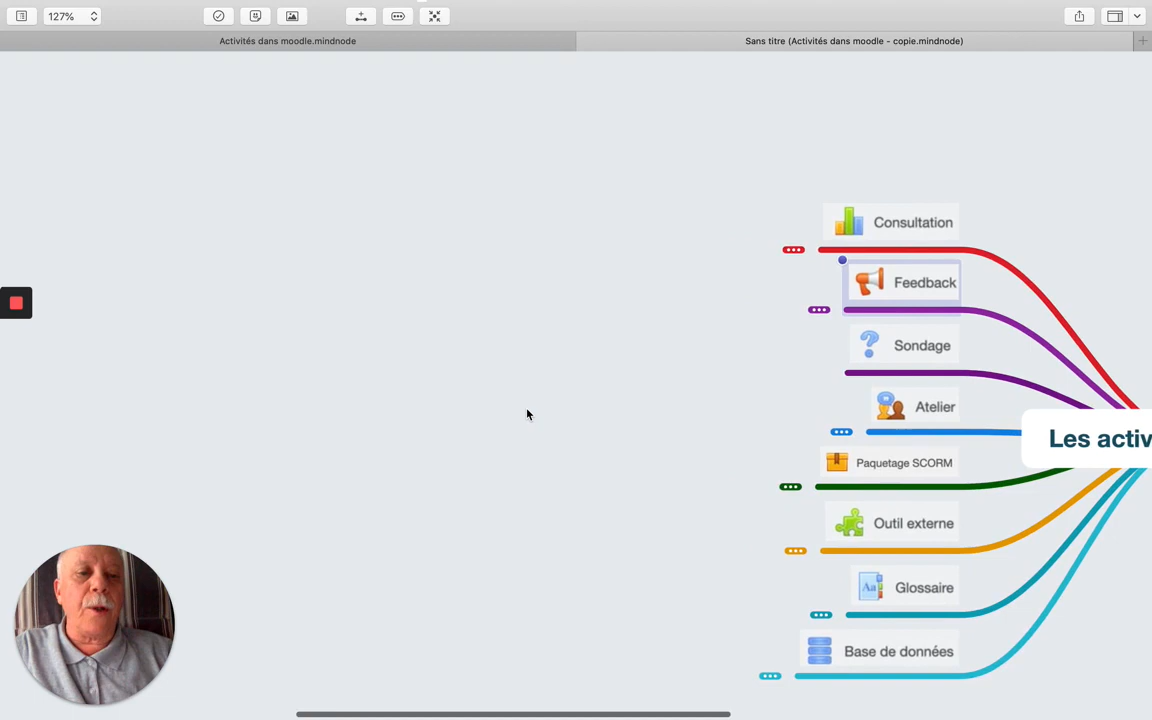 127%
Activités dans moodle.mindnode
Sans titre (Activités dans moodle - copie.mindnode)
Consultation
Feedback
Sondage
Atelier
Les activ
Paquetage SCORM
Outil externe
Aa Glossaire
Base de données